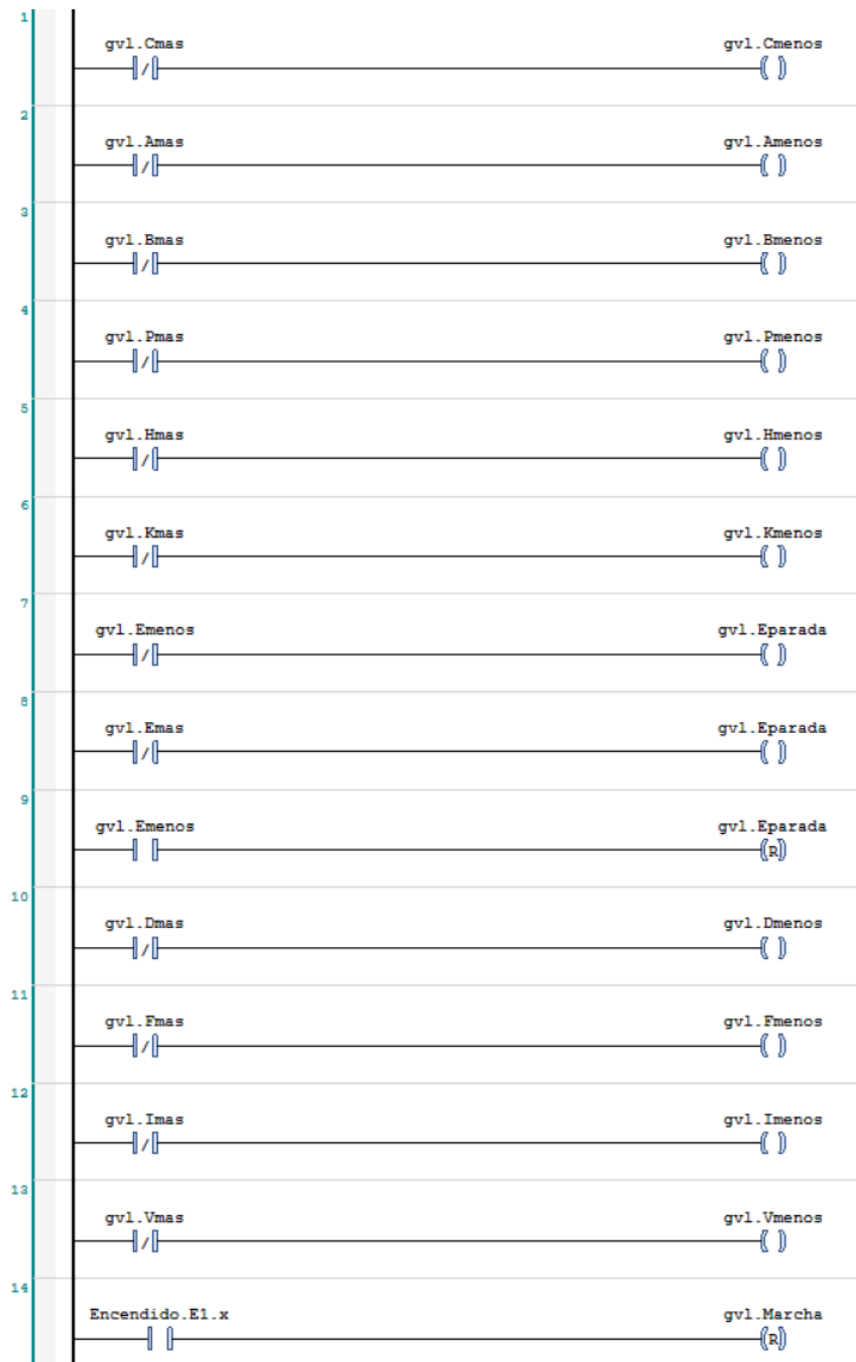 1
gvl.Cmas gvl.Cmenos
/ ( )
2
gvl.Amas gvl.Amenos
/ ( )
3
gvl.Bmas gvl.Bmenos
/ ( )
4
gvl.Pmas gvl.Pmenos
/ ( )
5
gvl.Hmas gvl.Hmenos
/ ( )
6
gvl.Kmas gvl.Kmenos
/ ( )
7
gvl.Emenos gvl.Eparada
/ ( )
8
gvl.Emas gvl.Eparada
/ ( )
9
gvl.Emenos gvl.Eparada
(R)
10
gvl.Dmas gvl.Dmenos
/ ( )
11
gvl.Fmas gvl.Fmenos
/ ( )
12
gvl.Imas gvl.Imenos
/ ( )
13
gvl.Vmas gvl.Vmenos
/ ( )
14
Encendido.E1.x gvl.Marcha
(R)